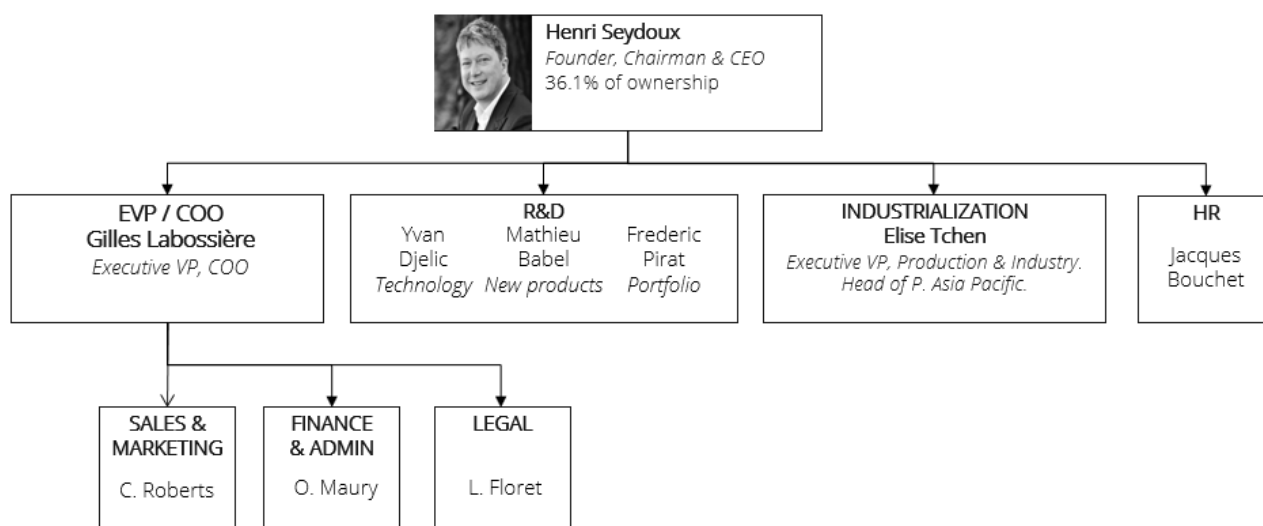 Henri Seydoux
Founder, Chairman & CEO
36.1% of ownership
EVP / COO
Gilles Labossière
Executive VP, COO
R&D
Yvan
Djelic
Technology
Mathieu
Babel
New products
Frederic
Pirat
Portfolio
INDUSTRIALIZATION
Elise Tchen
Executive VP, Production & Industry.
Head of P. Asia Pacific.
HR
Jacques
Bouchet
SALES &
MARKETING
C. Roberts
FINANCE
& ADMIN
O. Maury
LEGAL
L. Floret